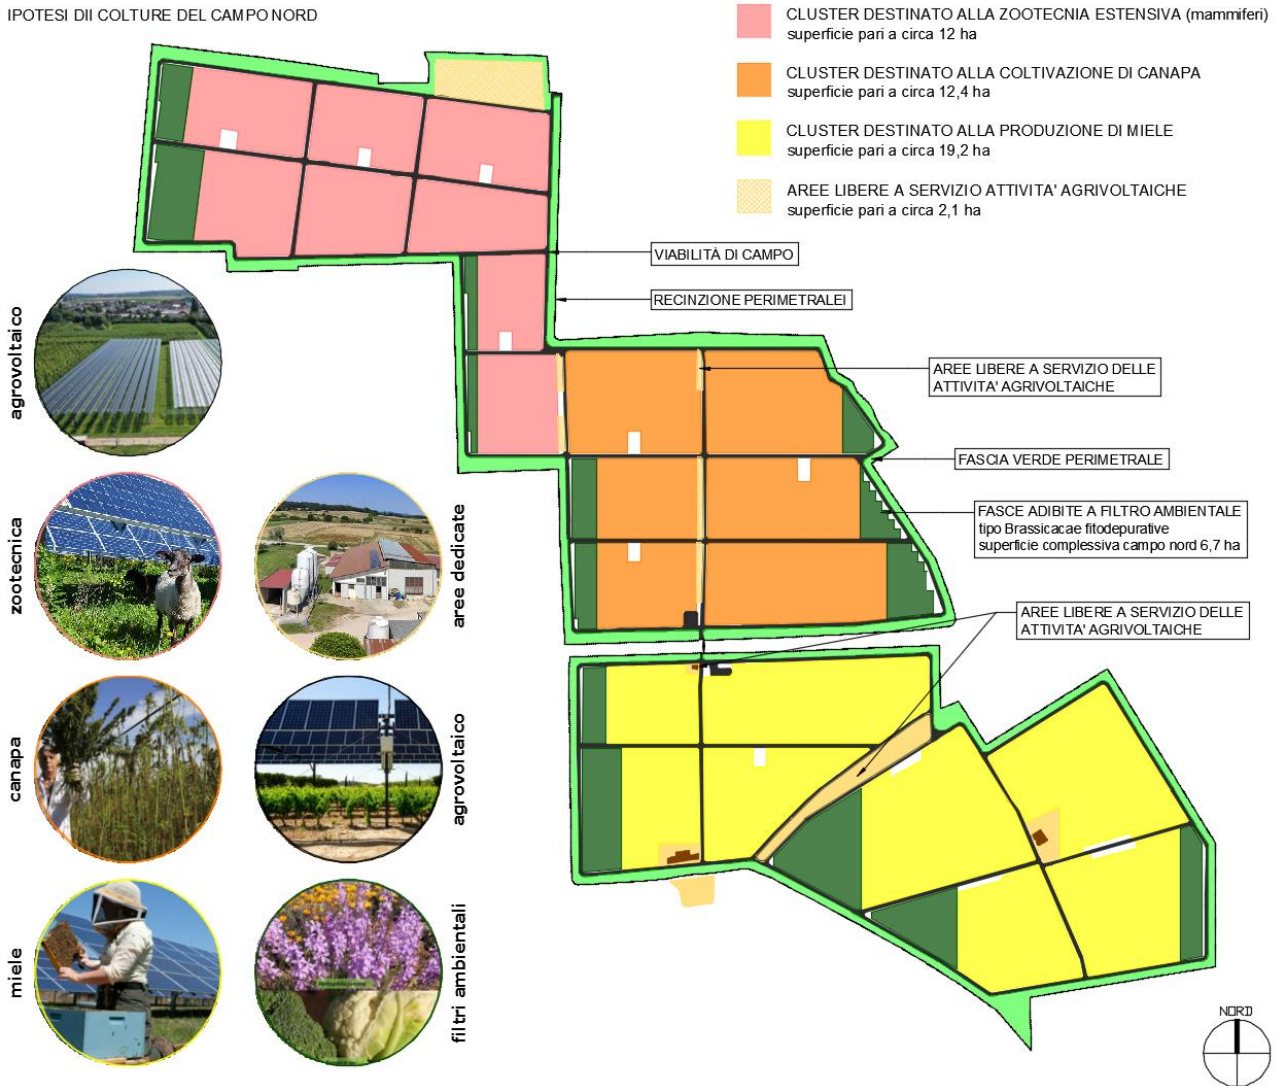 IPOTESI DII COLTURE DEL CAMPO NORD
CLUSTER DESTINATO ALLA ZOOTECNIA ESTENSIVA (mammiferi)
superficie pari a circa 12 ha
CLUSTER DESTINATO ALLA COLTIVAZIONE DI CANAPA
superficie pari a circa 12,4 ha
CLUSTER DESTINATO ALLA PRODUZIONE DI MIELE
superficie pari a circa 19,2 ha
AREE LIBERE A SERVIZIO ATTIVITA' AGRIVOLTAICHE
superficie pari a circa 2,1 ha
VIABILITÀ DI CAMPO
RECINZIONE PERIMETRALEI
AREE LIBERE A SERVIZIO DELLE
ATTIVITA' AGRIVOLTAICHE
FASCIA VERDE PERIMETRALE
FASCE ADIBITE A FILTRO AMBIENTALE
tipo Brassicacae fitodepurative
superficie complessiva campo nord 6,7 ha
AREE LIBERE A SERVIZIO DELLE
ATTIVITA' AGRIVOLTAICHE
agrovoltaico
zootecnica
aree dedicate
canapa
agrovoltaico
miele
filtri ambientali
NORD